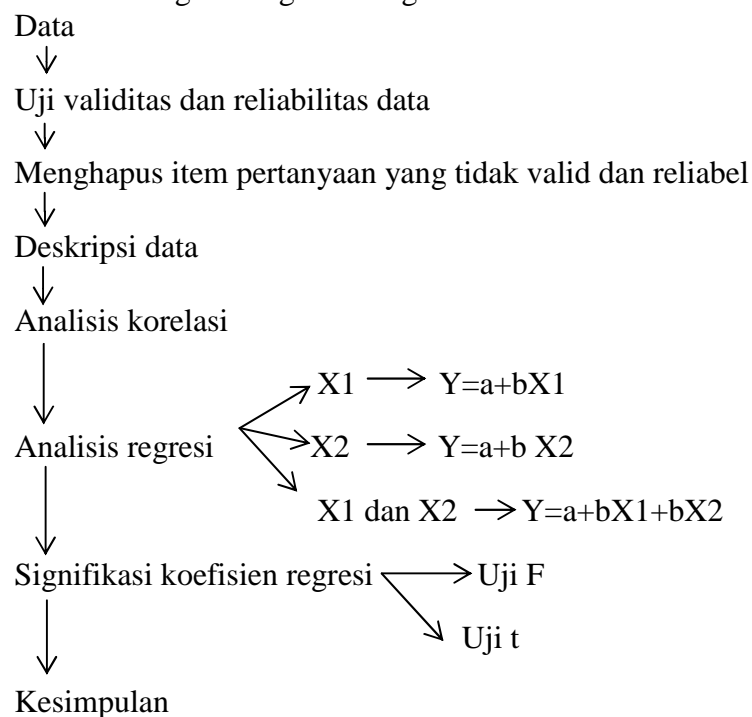 Data
Uji validitas dan reliabilitas data
Menghapus item pertanyaan yang tidak valid dan reliabel
Deskripsi data
Analisis korelasi
X1 Y=a+bX1
Analisis regresi X2 Y=a+b X2
X1 dan X2 Y=a+bX1+bX2
Signifikasi koefisien regresi Uji F
Uji t
Kesimpulan